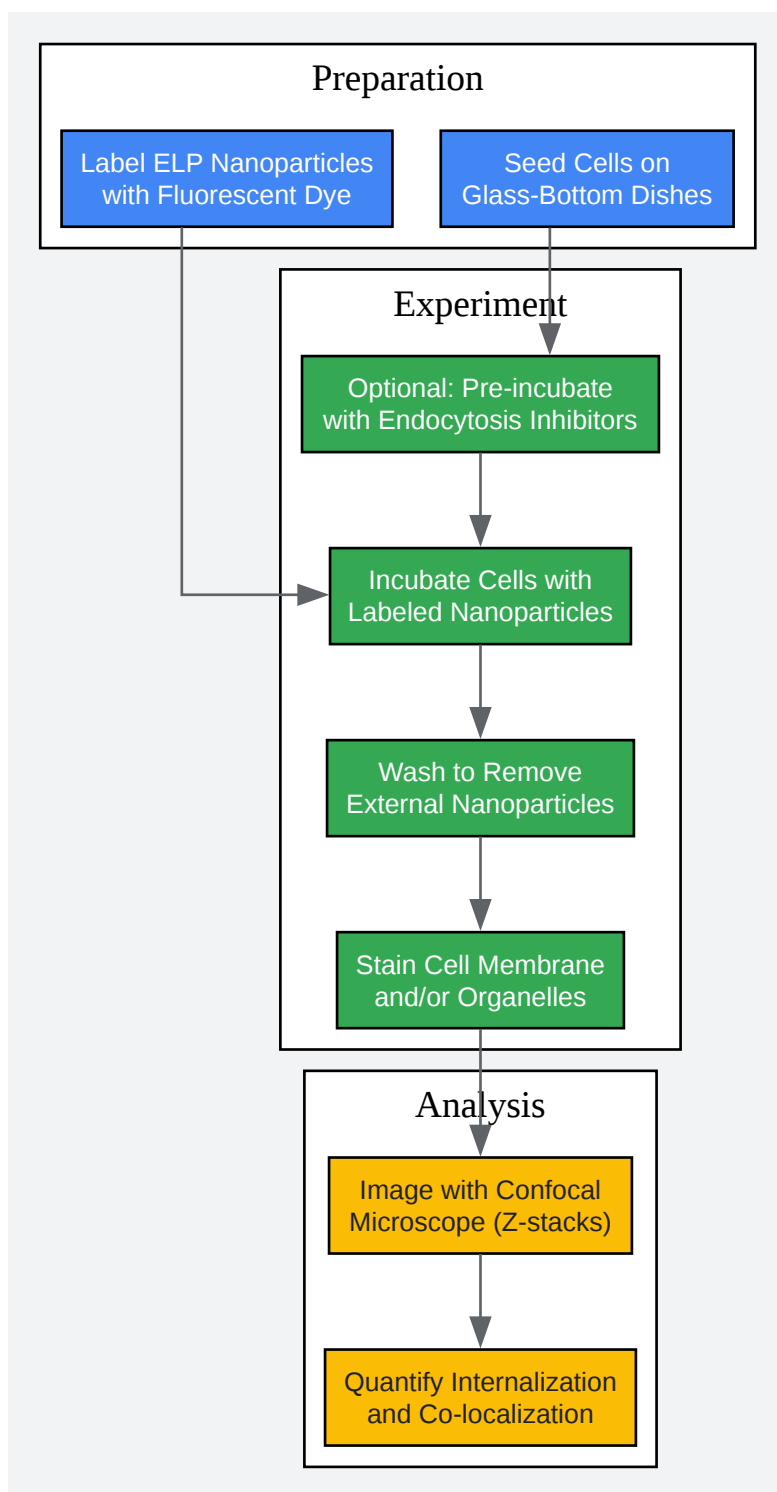 Preparation
Label ELP Nanoparticles
with Fluorescent Dye
Seed Cells on
Glass-Bottom Dishes
Experiment
Optional: Pre-incubate
with Endocytosis Inhibitors
Incubate Cells with
Labeled Nanoparticles
Wash to Remove
External Nanoparticles
Stain Cell Membrane
and/or Organelles
Analysis
Image with Confocal
Microscope (Z-stacks)
Quantify Internalization
and Co-localization